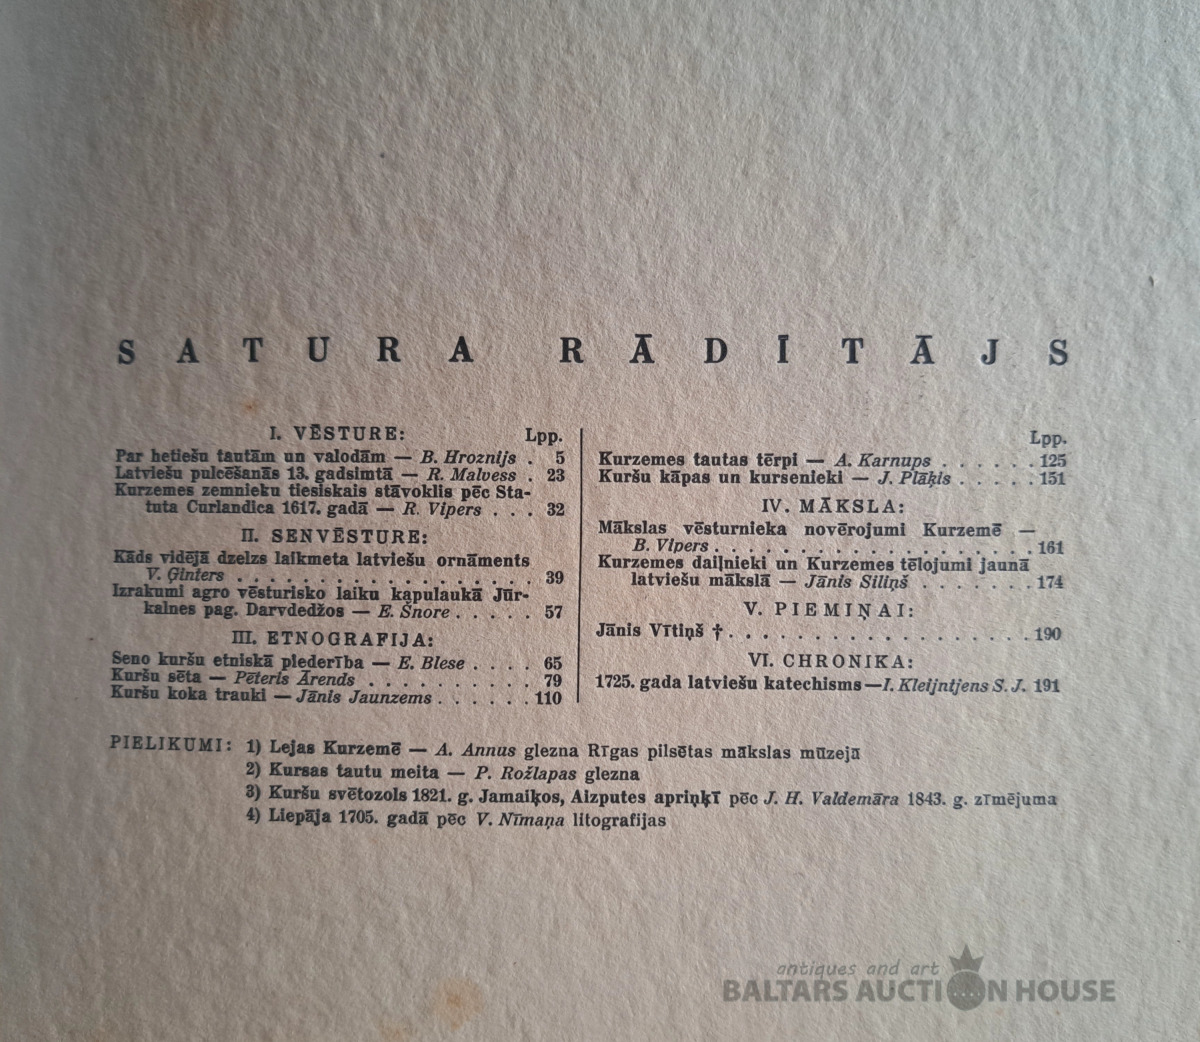 SATURA RĀDĪTĀJS
I. VĒSTURE: Lpp.
Par hetiešu tautām un valodām — B. Hroznijs . 5
Latviešu pulcēšanās 13. gadsimtā — R. Malvess . 23
Kurzemes zemnieku tiesiskais stāvoklis pēc Sta-
tuta Curlandica 1617. gadā — R. Vipers . . . 32
II. SENVĒSTURE:
Kāds vidējā dzelzs laikmeta latviešu ornāments
V. Ģinters . . . . . . . . . . . . . . . . 39
Izrakumi agro vēsturisko laiku kapulaukā Jūr-
kalnes pag. Darvdedžos — E. Šnore . . . . . 57
III. ETNOGRAFIJA:
Seno kuršu etniskā piederība — E. Blese . . . . 65
Kuršu sēta — Pēteris Ārends . . . . . . . . . . 79
Kuršu koka trauki — Jānis Jaunzems . . . . . . 110
Lpp.
Kurzemes tautas tērpi — A. Karnups . . . . . . 125
Kuršu kāpas un kursenieki — J. Plāķis . . . . . 151
IV. MĀKSLA:
Mākslas vēsturnieka novērojumi Kurzemē —
B. Vipers . . . . . . . . . . . . . . . . . 161
Kurzemes daiļnieki un Kurzemes tēlojumi jaunā
latviešu mākslā — Jānis Siliņš . . . . . . . 174
V. PIEMIŅAI:
Jānis Vītiņš † . . . . . . . . . . . . . . . . . . 190
VI. CHRONIKA:
1725. gada latviešu katechisms — I. Kleijntjens S. J. 191
PIELIKUMI: 1) Lejas Kurzemē — A. Annus glezna Rīgas pilsētas mākslas mūzejā
2) Kursas tautu meita — P. Rožlapas glezna
3) Kuršu svētozols 1821. g. Jamaiķos, Aizputes apriņķī pēc J. H. Valdemāra 1843. g. zīmējuma
4) Liepāja 1705. gadā pēc V. Nīmaņa litografijas
antiques and art
BALTARS AUCTION HOUSE